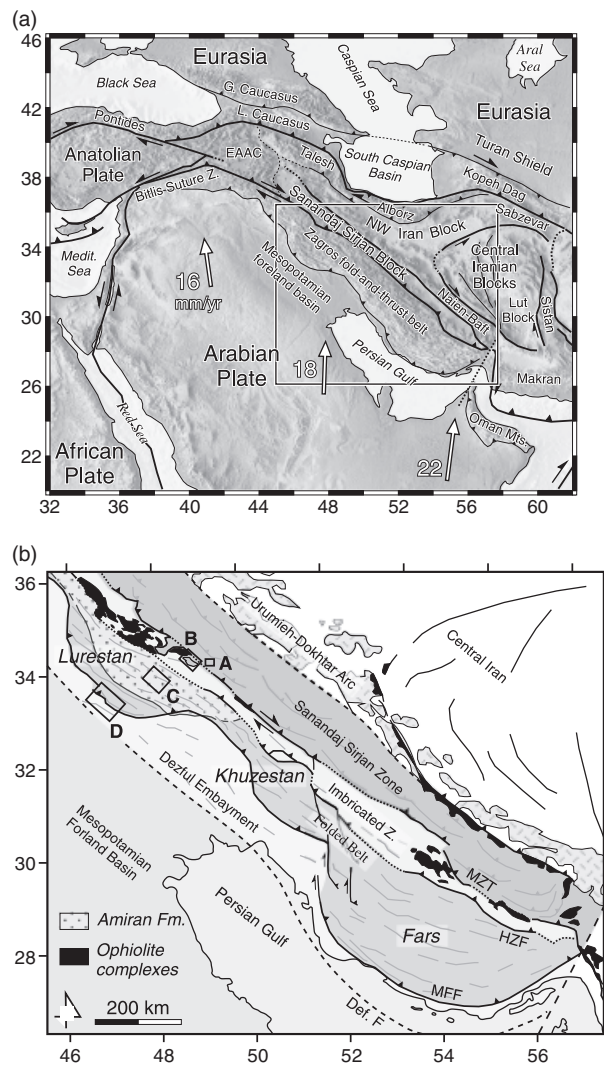 (a)
46
42
38
34
30
26
22
32
36
40
44
48
52
56
60
Eurasia
Black Sea
Caspian Sea
Aral
Sea
G. Caucasus
L. Caucasus
Eurasia
Pontides
Turan Shield
Anatolian
Plate
EAAC
Talesh
South Caspian
Basin
Kopeh Dag
Bitlis-Suture Z.
Alborz
Sabzevar
Sanandaj Sirjan Block
NW Iran Block
Medit.
Sea
Mesopotamian
foreland basin
Zagros fold-and-thrust belt
Central
Iranian
Blocks
Lut
Block
Sistan
16
mm/yr
Naien-Baft
Arabian
Plate
18
Persian Gulf
Makran
Red-Sea
Oman Mts.
African
Plate
22
(b)
36
34
32
30
28
46
48
50
52
54
56
Urumieh-Dokhtar Arc
Central Iran
B
A
Lurestan
C
D
Sanandaj Sirjan Zone
Khuzestan
Dezful Embayment
Imbricated Z.
Folded Belt
Mesopotamian
Forland Basin
MZT
Persian Gulf
Fars
HZF
Amiran Fm.
Ophiolite
complexes
MFF
Def. F
200 km